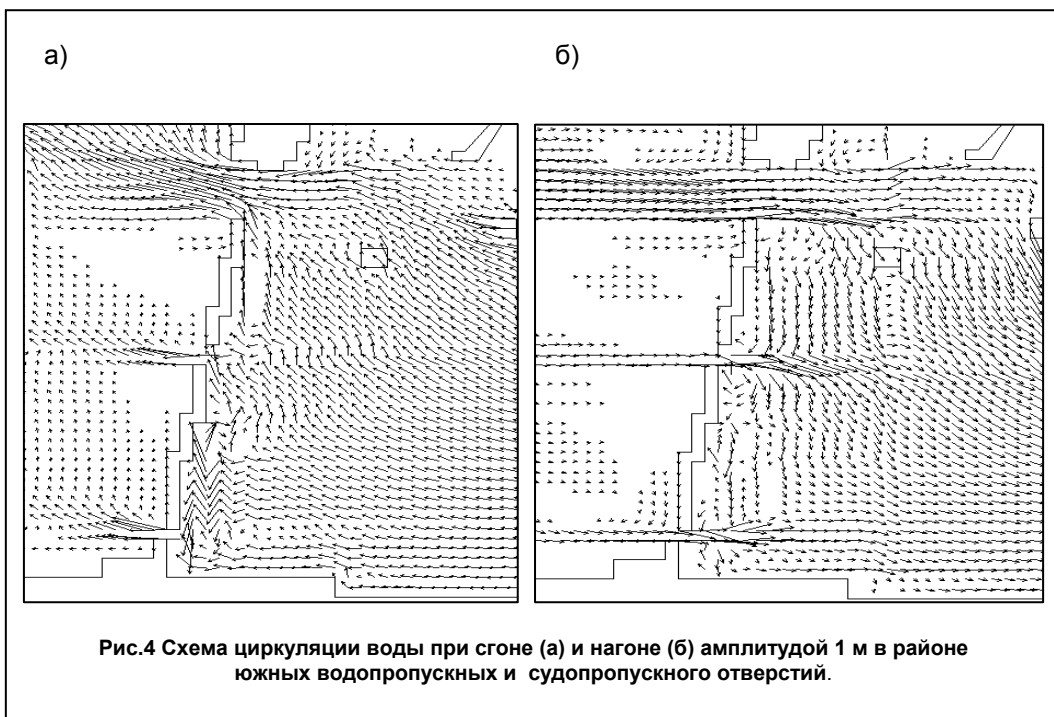 а)
б)
Рис.4 Схема циркуляции воды при сгоне (а) и нагоне (б) амплитудой 1 м в районе
южных водопропускных и судопропускного отверстий.